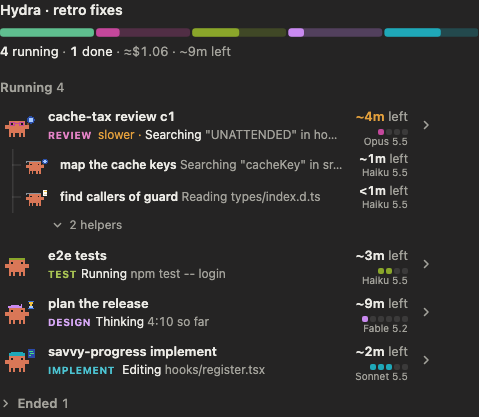 Hydra · retro fixes
4 running · 1 done · ≈$1.06 · ~9m left
Running 4
cache-tax review c1 ~4m left
REVIEW slower · Searching "UNATTENDED" in ho... Opus 5.5
map the cache keys Searching "cacheKey" in sr... ~1m left
Haiku 5.5
find callers of guard Reading types/index.d.ts <1m left
Haiku 5.5
2 helpers
e2e tests ~3m left
TEST Running npm test -- login Haiku 5.5
plan the release ~9m left
DESIGN Thinking 4:10 so far Fable 5.2
savvy-progress implement ~2m left
IMPLEMENT Editing hooks/register.tsx Sonnet 5.5
Ended 1